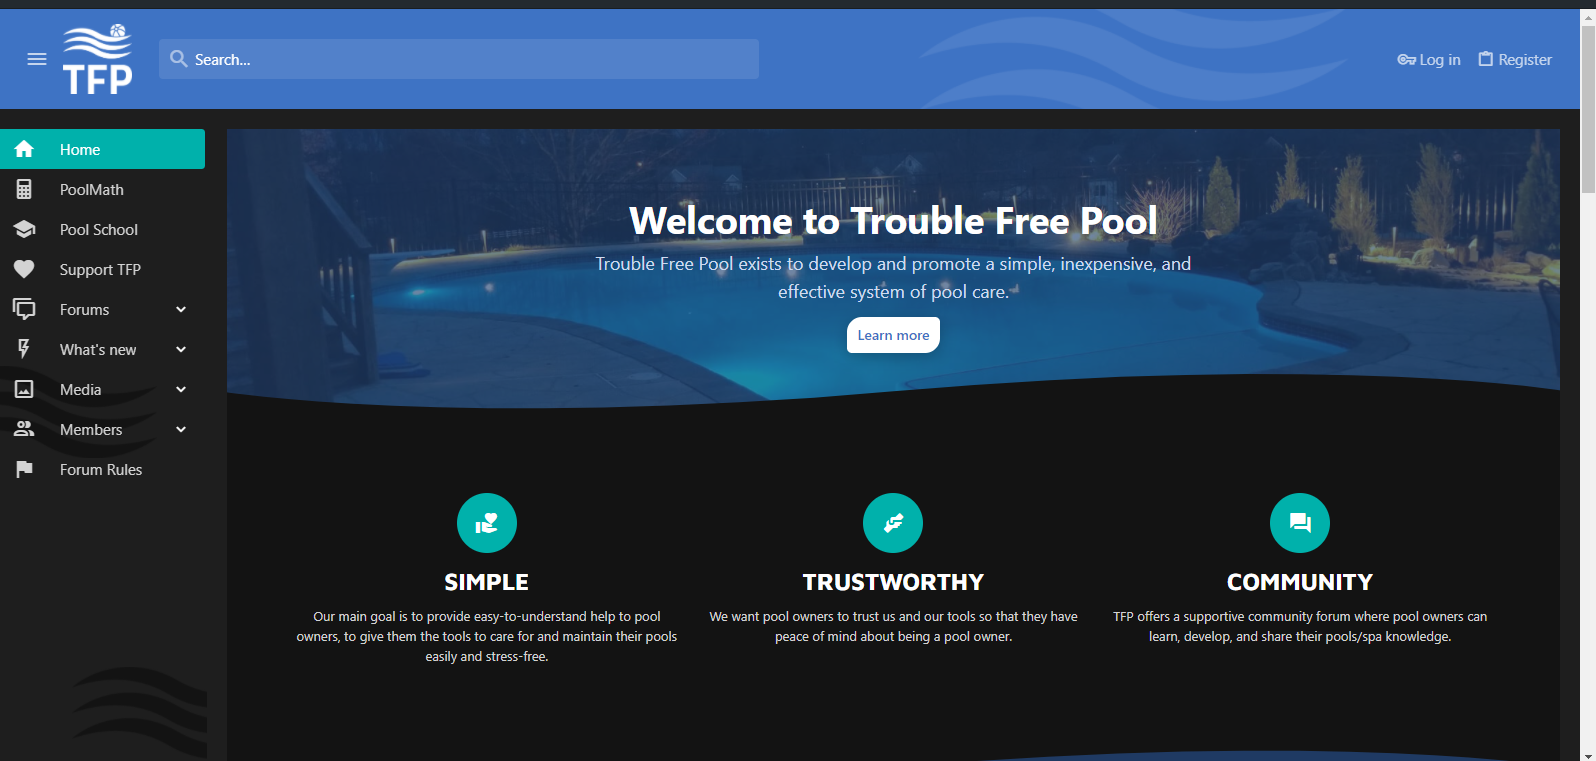 TFP
Search...
Log in
Register
Home
PoolMath
Pool School
Support TFP
Forums
What's new
Media
Members
Forum Rules
Welcome to Trouble Free Pool
Trouble Free Pool exists to develop and promote a simple, inexpensive, and
effective system of pool care.
Learn more
SIMPLE
Our main goal is to provide easy-to-understand help to pool
owners, to give them the tools to care for and maintain their pools
easily and stress-free.
TRUSTWORTHY
We want pool owners to trust us and our tools so that they have
peace of mind about being a pool owner.
COMMUNITY
TFP offers a supportive community forum where pool owners can
learn, develop, and share their pools/spa knowledge.